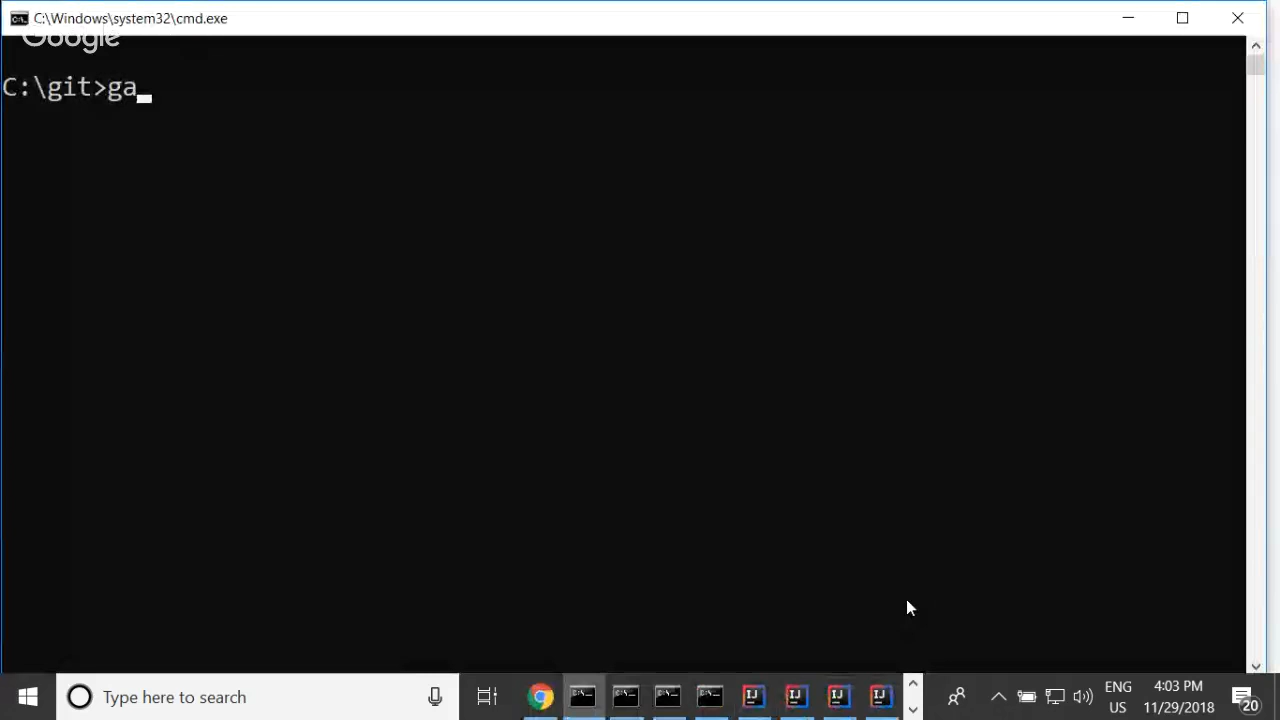 C:\Windows\system32\cmd.exe
Google
C:\git>ga
Type here to search
ENG
US
4:03 PM
11/29/2018
20